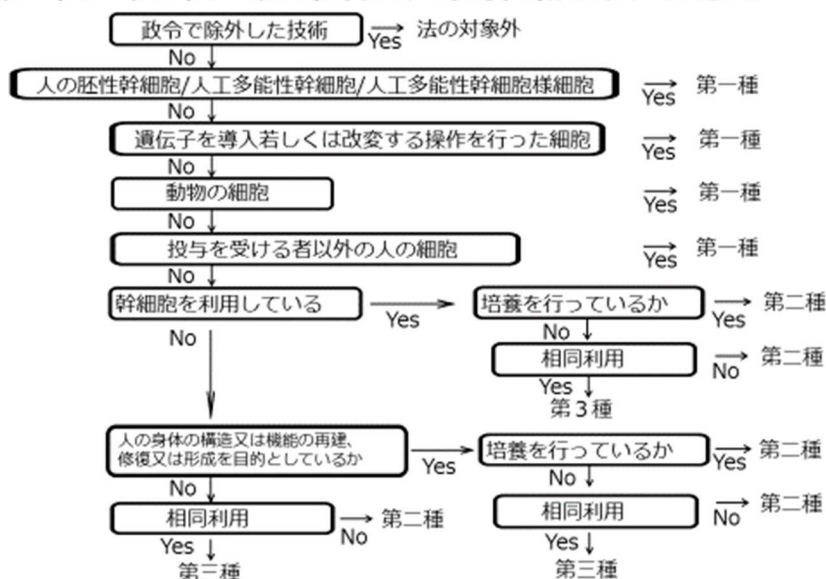 政令で除外した技術
Yes
法の対象外
No
人の胚性幹細胞/人工多能性幹細胞/人工多能性幹細胞様細胞
Yes
第一種
No
遺伝子を導入若しくは改変する操作を行った細胞
Yes
第一種
No
動物の細胞
Yes
第一種
No
投与を受ける者以外の人の細胞
Yes
第一種
No
幹細胞を利用している
Yes
培養を行っているか
Yes
第二種
No
No
相同利用
No
第二種
Yes
第3種
人の身体の構造又は機能の再建、
修復又は形成を目的としているか
Yes
培養を行っているか
Yes
第二種
No
No
相同利用
No
第二種
相同利用
No
第二種
Yes
第三種
Yes
第三種